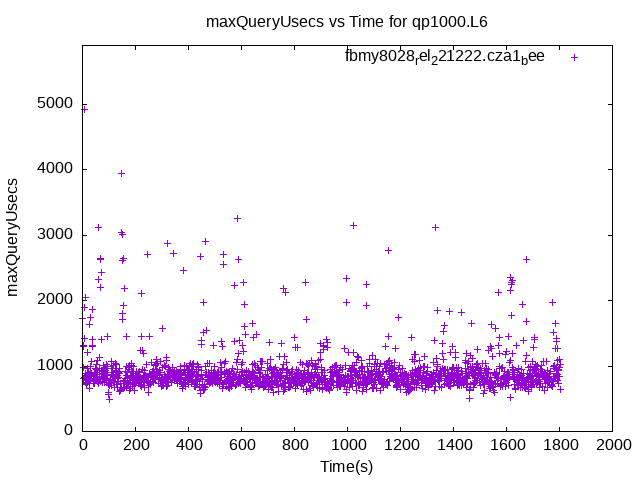 maxQueryUsecs vs Time for qp1000.L6
fbmy8028rel221222.cza1bee
maxQueryUsecs
5000
4000
3000
2000
1000
0
0 200 400 600 800 1000 1200 1400 1600 1800 2000
Time(s)